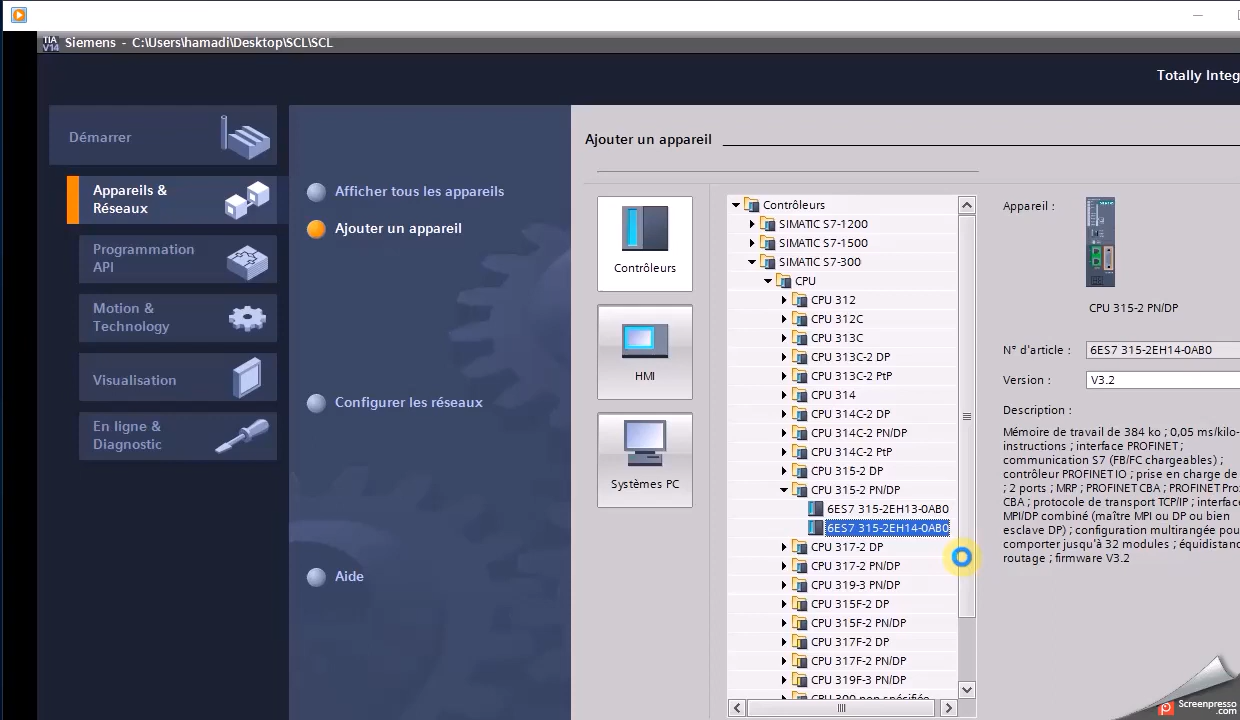 TIA
V14
Siemens - C:\Users\hamadi\Desktop\SCL\SCL
Totally Integ
Démarrer
Appareils &
Réseaux
Programmation
API
Motion &
Technology
Visualisation
En ligne &
Diagnostic
Afficher tous les appareils
Ajouter un appareil
Configurer les réseaux
Aide
Ajouter un appareil
Contrôleurs
HMI
Systèmes PC
Contrôleurs
SIMATIC S7-1200
SIMATIC S7-1500
SIMATIC S7-300
CPU
CPU 312
CPU 312C
CPU 313C
CPU 313C-2 DP
CPU 313C-2 PtP
CPU 314
CPU 314C-2 DP
CPU 314C-2 PN/DP
CPU 314C-2 PtP
CPU 315-2 DP
CPU 315-2 PN/DP
6ES7 315-2EH13-0AB0
6ES7 315-2EH14-0AB0
CPU 317-2 DP
CPU 317-2 PN/DP
CPU 319-3 PN/DP
CPU 315F-2 DP
CPU 315F-2 PN/DP
CPU 317F-2 DP
CPU 317F-2 PN/DP
CPU 319F-3 PN/DP
CPU 300 non spécifiée
Appareil :
CPU 315-2 PN/DP
N° d'article :
6ES7 315-2EH14-0AB0
Version :
V3.2
Description :
Mémoire de travail de 384 ko ; 0,05 ms/kilo-
instructions ; interface PROFINET ;
communication S7 (FB/FC chargeables) ;
contrôleur PROFINET IO ; prise en charge de
; 2 ports ; MRP ; PROFINET CBA ; PROFINET Prox
CBA ; protocole de transport TCP/IP ; interface
MPI/DP combiné (maître MPI ou DP ou bien
esclave DP) ; configuration multirangée pou
comporter jusqu'à 32 modules ; équidistanc
routage ; firmware V3.2
Screenpresso
.com